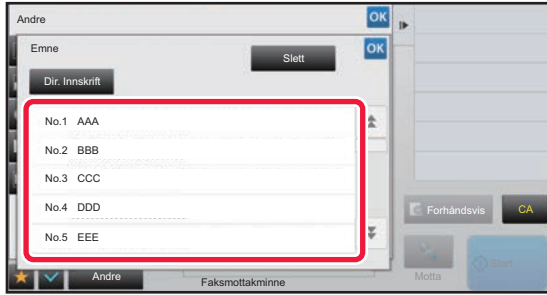 Andre
OK
Emne
Slett
OK
Dir. Innskrift
No.1 AAA
No.2 BBB
No.3 CCC
No.4 DDD
No.5 EEE
Forhåndsvis
CA
Motta
Start
Andre
Faksmottakminne